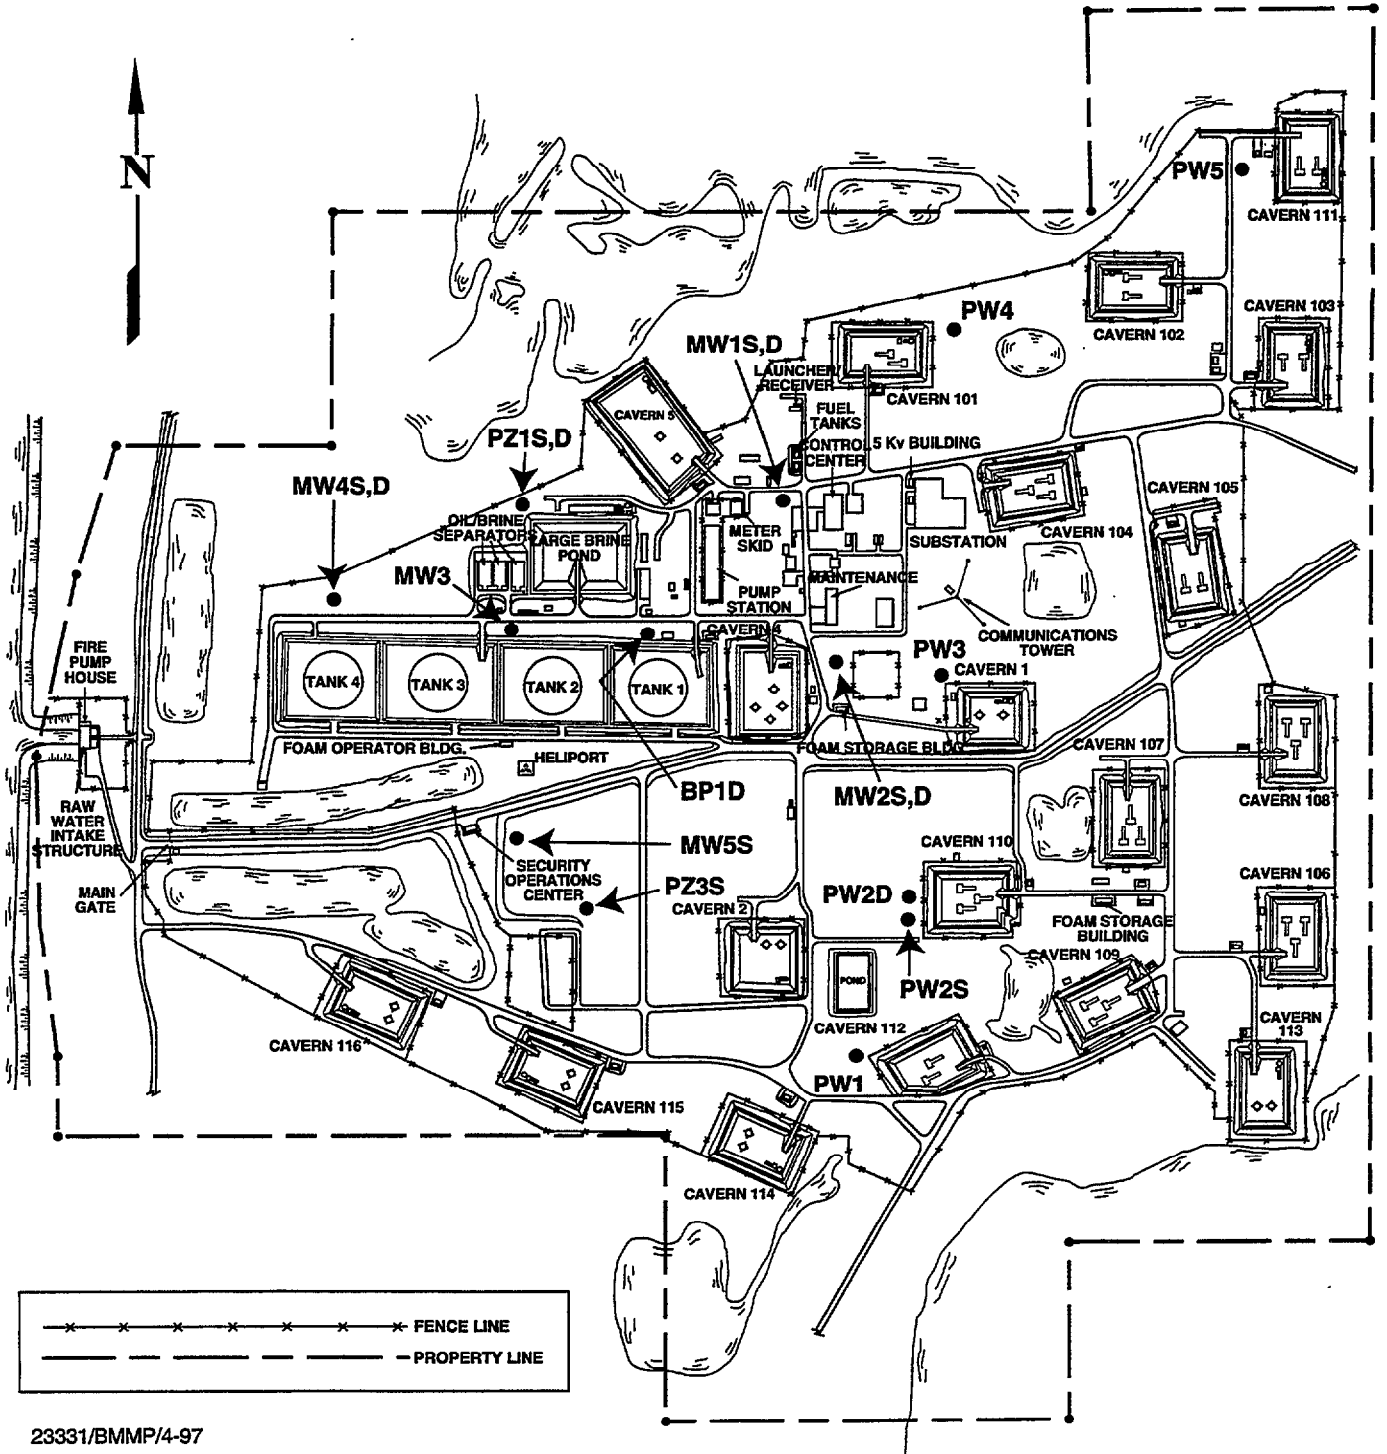 N
PW5
CAVERN 111
CAVERN 102
CAVERN 103
PW4
MW1S,D
LAUNCHER/
RECEIVER
CAVERN 101
CAVERN 5
FUEL
TANKS
CONTROL
CENTER
5 Kv BUILDING
PZ1S,D
MW4S,D
OIL/BRINE
SEPARATORS
LARGE BRINE
POND
METER
SKID
SUBSTATION
CAVERN 104
CAVERN 105
MW3
MAINTENANCE
PUMP
STATION
COMMUNICATIONS
TOWER
CAVERN 4
PW3
CAVERN 1
FIRE
PUMP
HOUSE
TANK 4
TANK 3
TANK 2
TANK 1
FOAM OPERATOR BLDG.
HELIPORT
FOAM STORAGE BLDG.
CAVERN 107
CAVERN 108
BP1D
MW2S,D
RAW
WATER
INTAKE
STRUCTURE
MAIN
GATE
MW5S
SECURITY
OPERATIONS
CENTER
PZ3S
CAVERN 2
CAVERN 110
PW2D
PW2S
CAVERN 106
FOAM STORAGE
BUILDING
CAVERN 109
POND
CAVERN 112
CAVERN
113
CAVERN 116
PW1
CAVERN 115
CAVERN 114
FENCE LINE
PROPERTY LINE
23331/BMMP/4-97